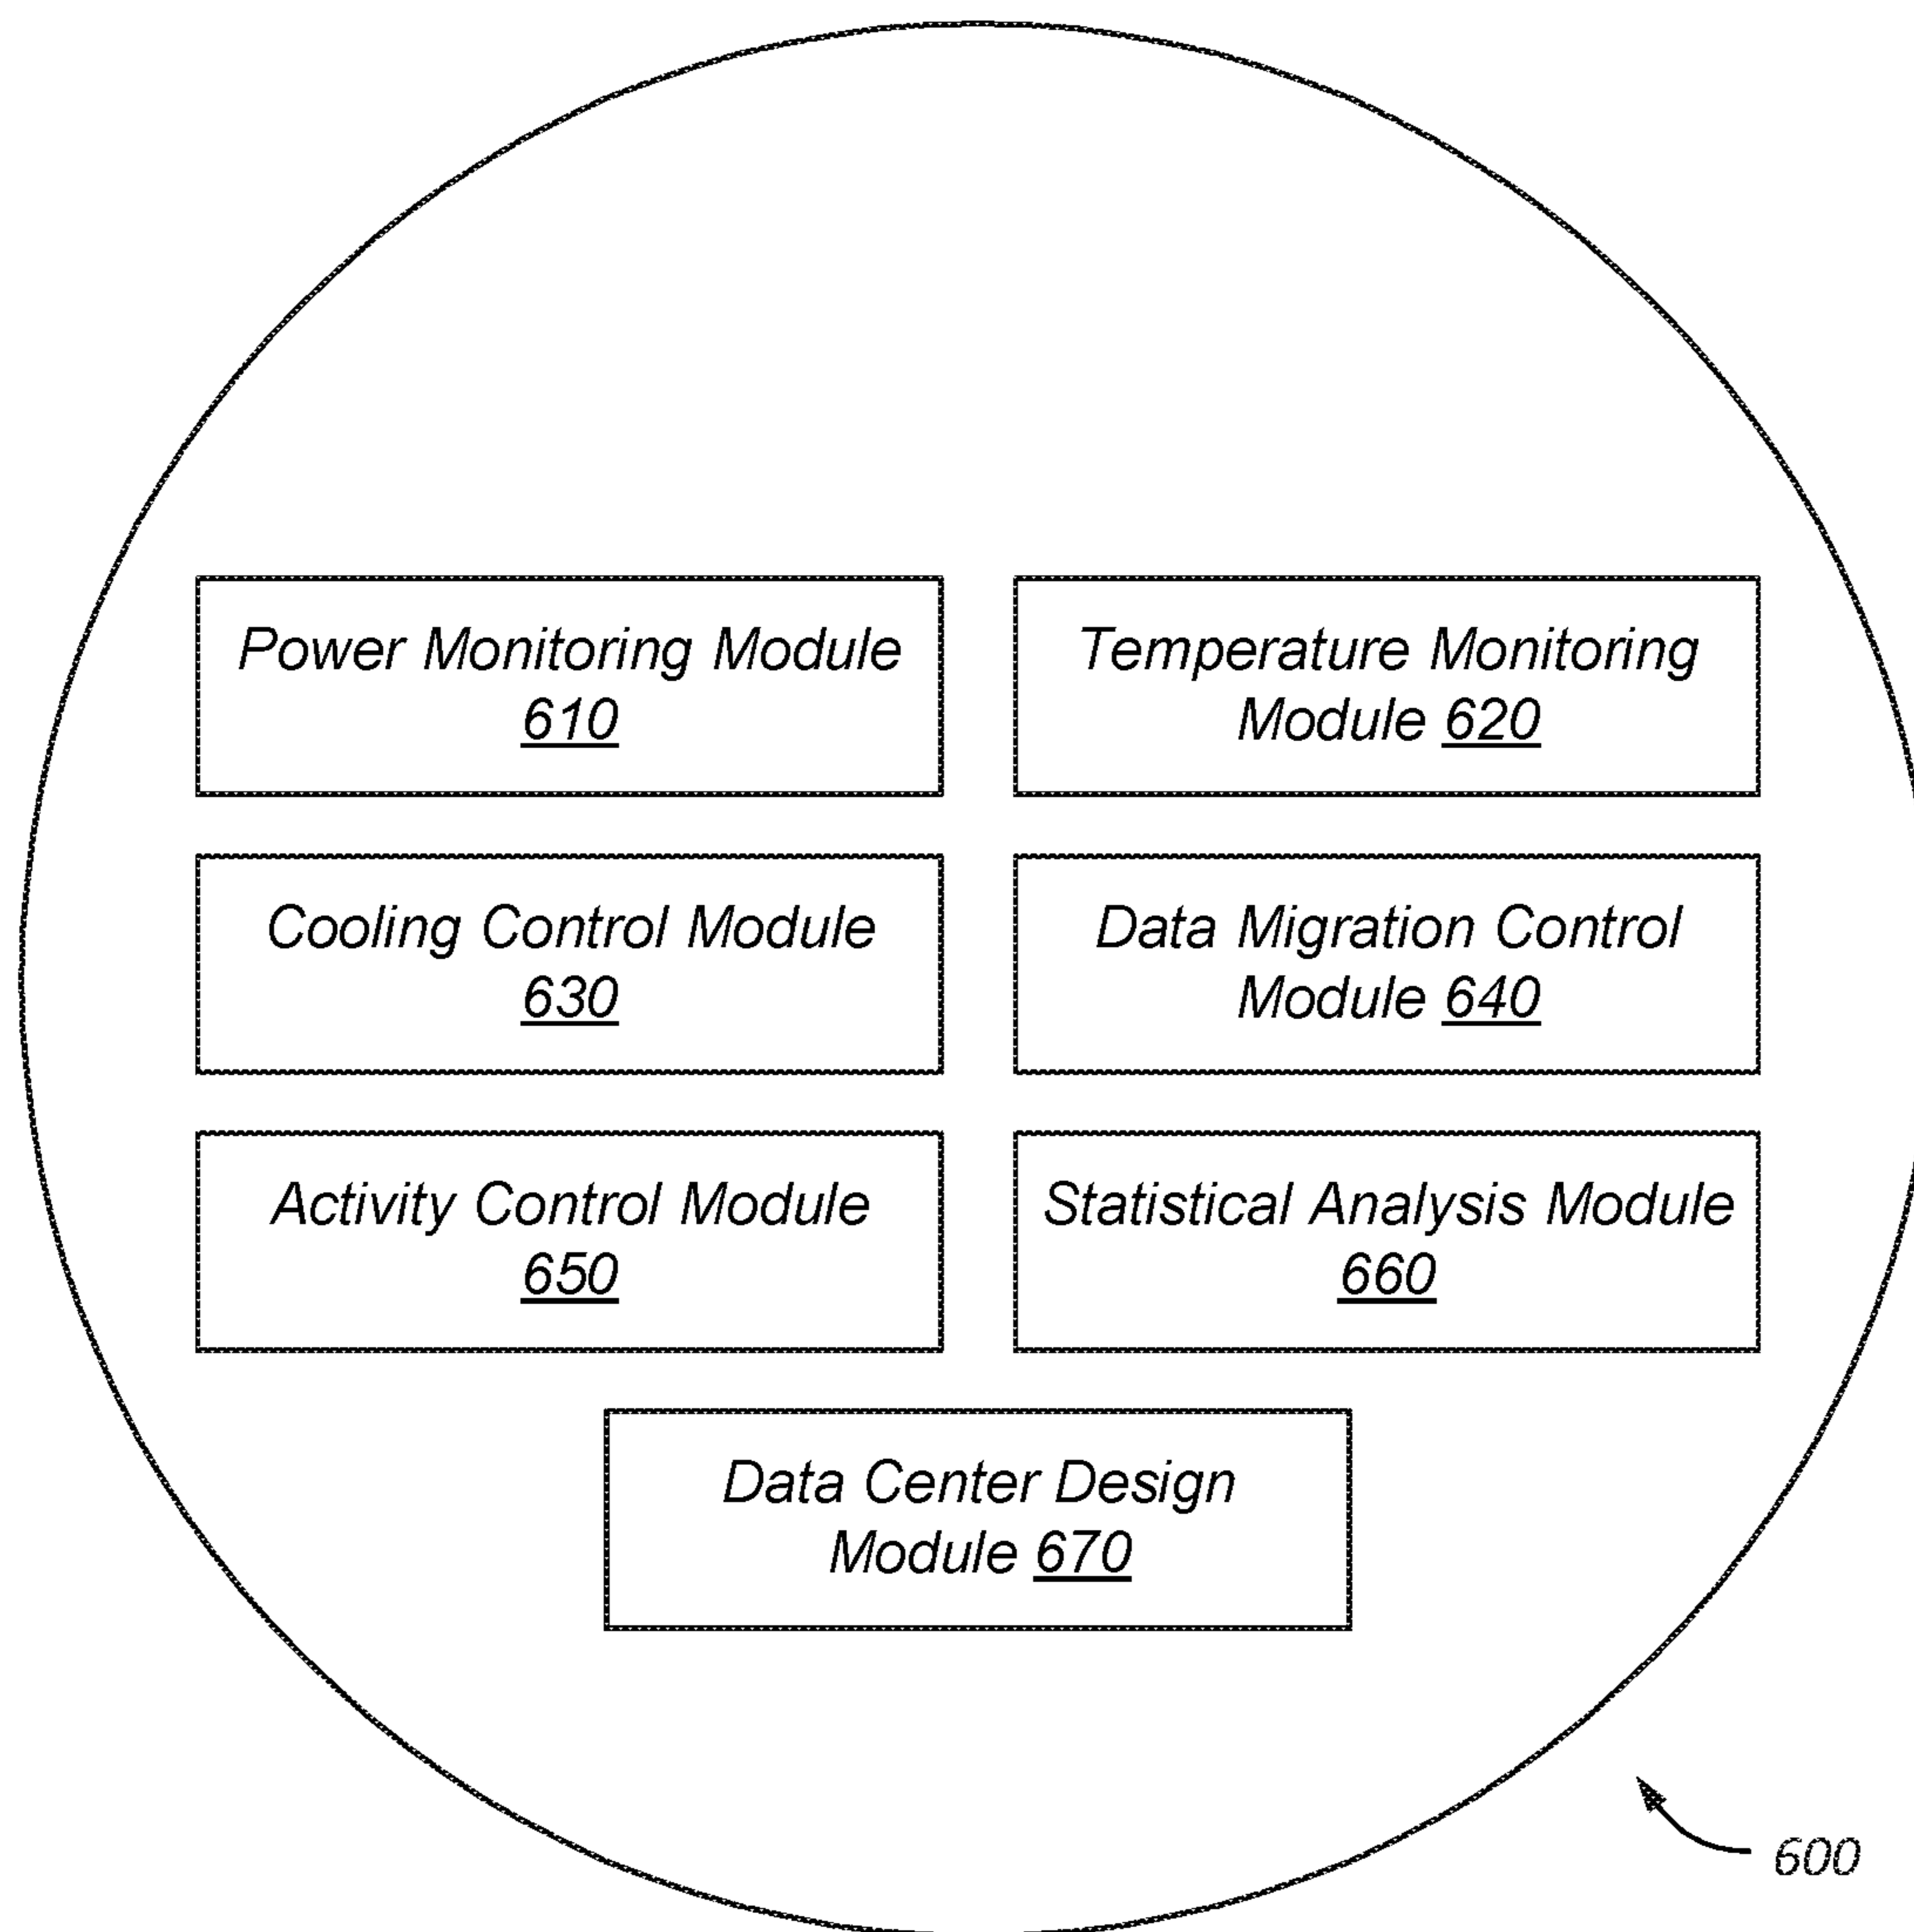 Power Monitoring Module
610
Temperature Monitoring
Module 620
Cooling Control Module
630
Data Migration Control
Module 640
Activity Control Module
650
Statistical Analysis Module
660
Data Center Design
Module 670
600